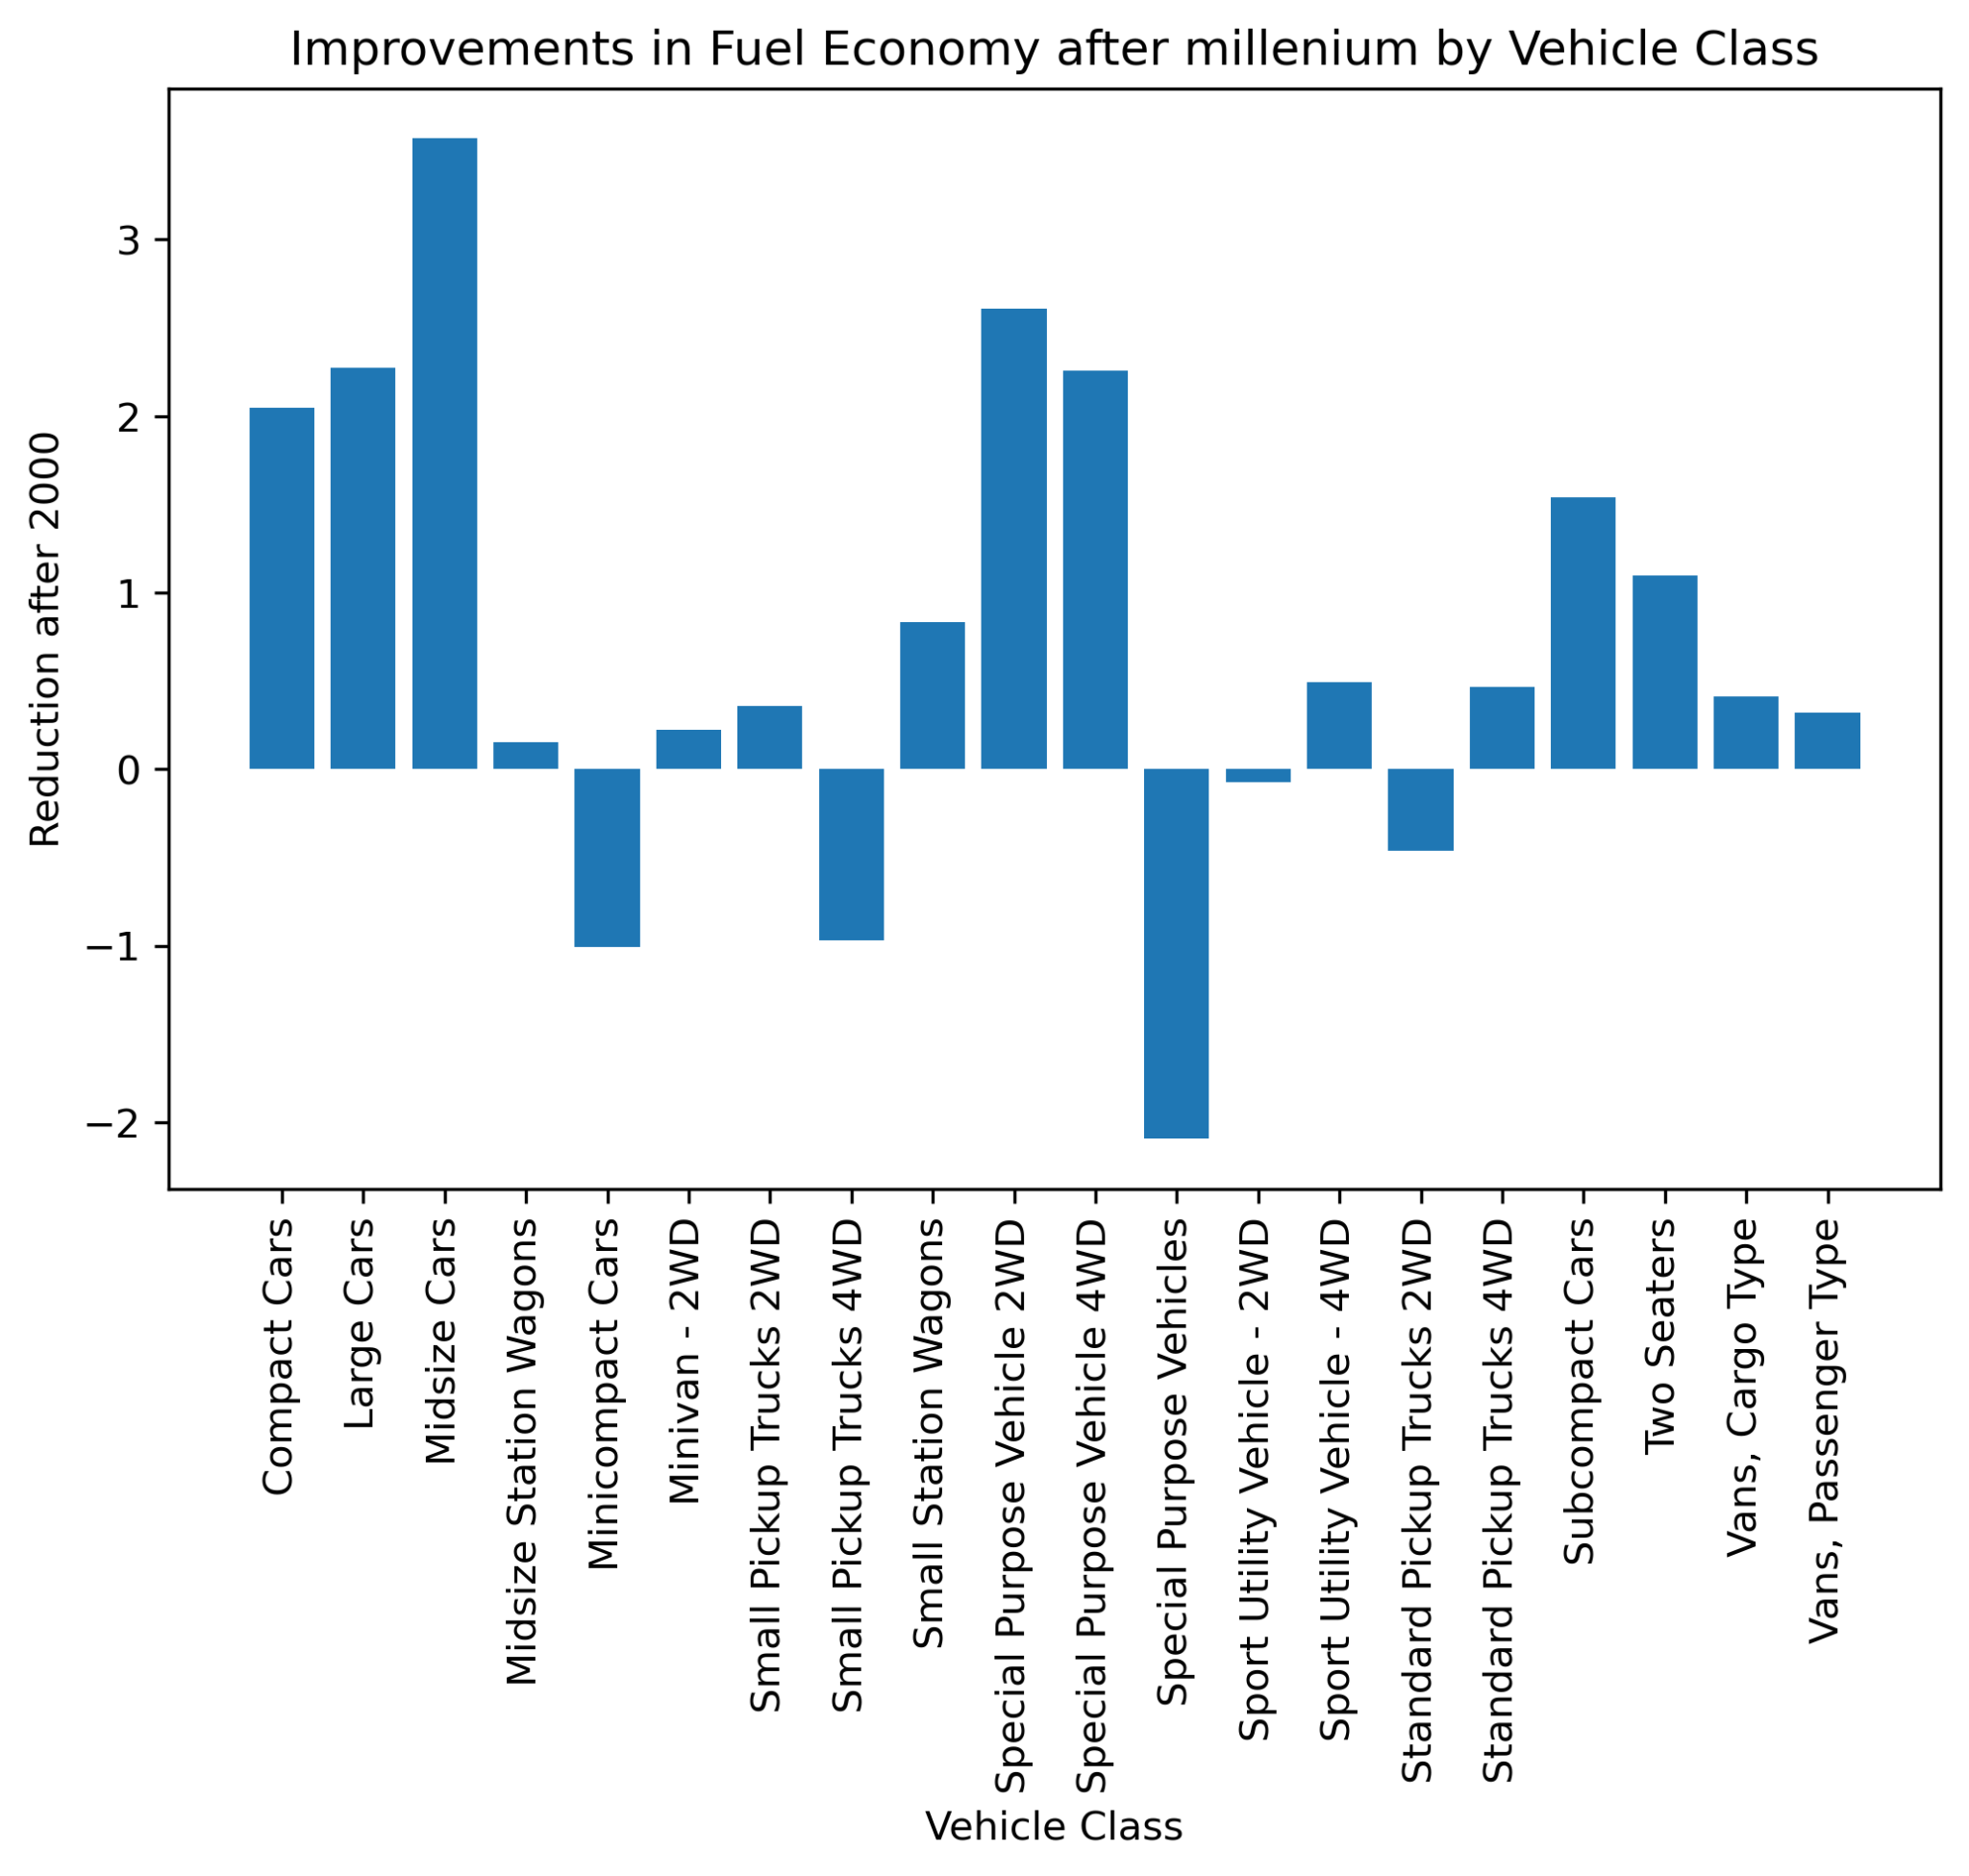 Improvements in Fuel Economy after millenium by Vehicle Class
Reduction after 2000
3
2
1
0
−1
−2
Compact Cars
Large Cars
Midsize Cars
Midsize Station Wagons
Minicompact Cars
Minivan - 2WD
Small Pickup Trucks 2WD
Small Pickup Trucks 4WD
Small Station Wagons
Special Purpose Vehicle 2WD
Special Purpose Vehicle 4WD
Special Purpose Vehicles
Sport Utility Vehicle - 2WD
Sport Utility Vehicle - 4WD
Standard Pickup Trucks 2WD
Standard Pickup Trucks 4WD
Subcompact Cars
Two Seaters
Vans, Cargo Type
Vans, Passenger Type
Vehicle Class